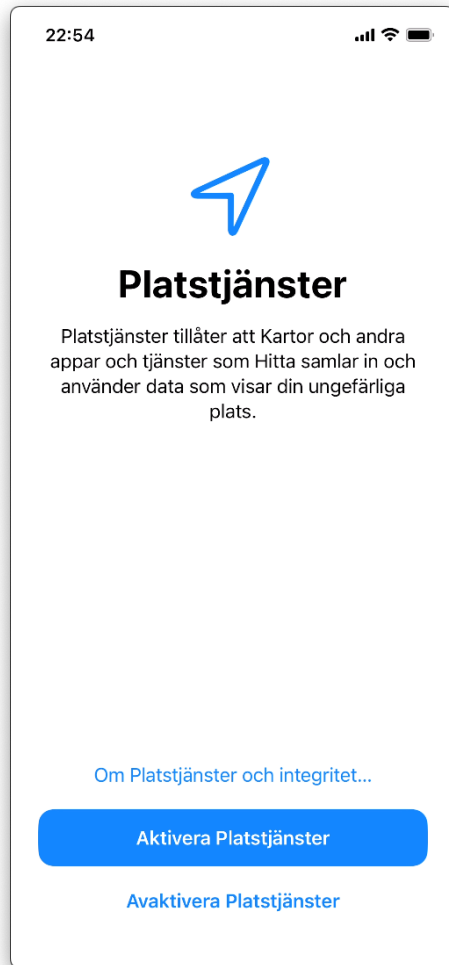 22:54
Platstjänster
Platstjänster tillåter att Kartor och andra
appar och tjänster som Hitta samlar in och
använder data som visar din ungefärliga
plats.
Om Platstjänster och integritet...
Aktivera Platstjänster
Avaktivera Platstjänster